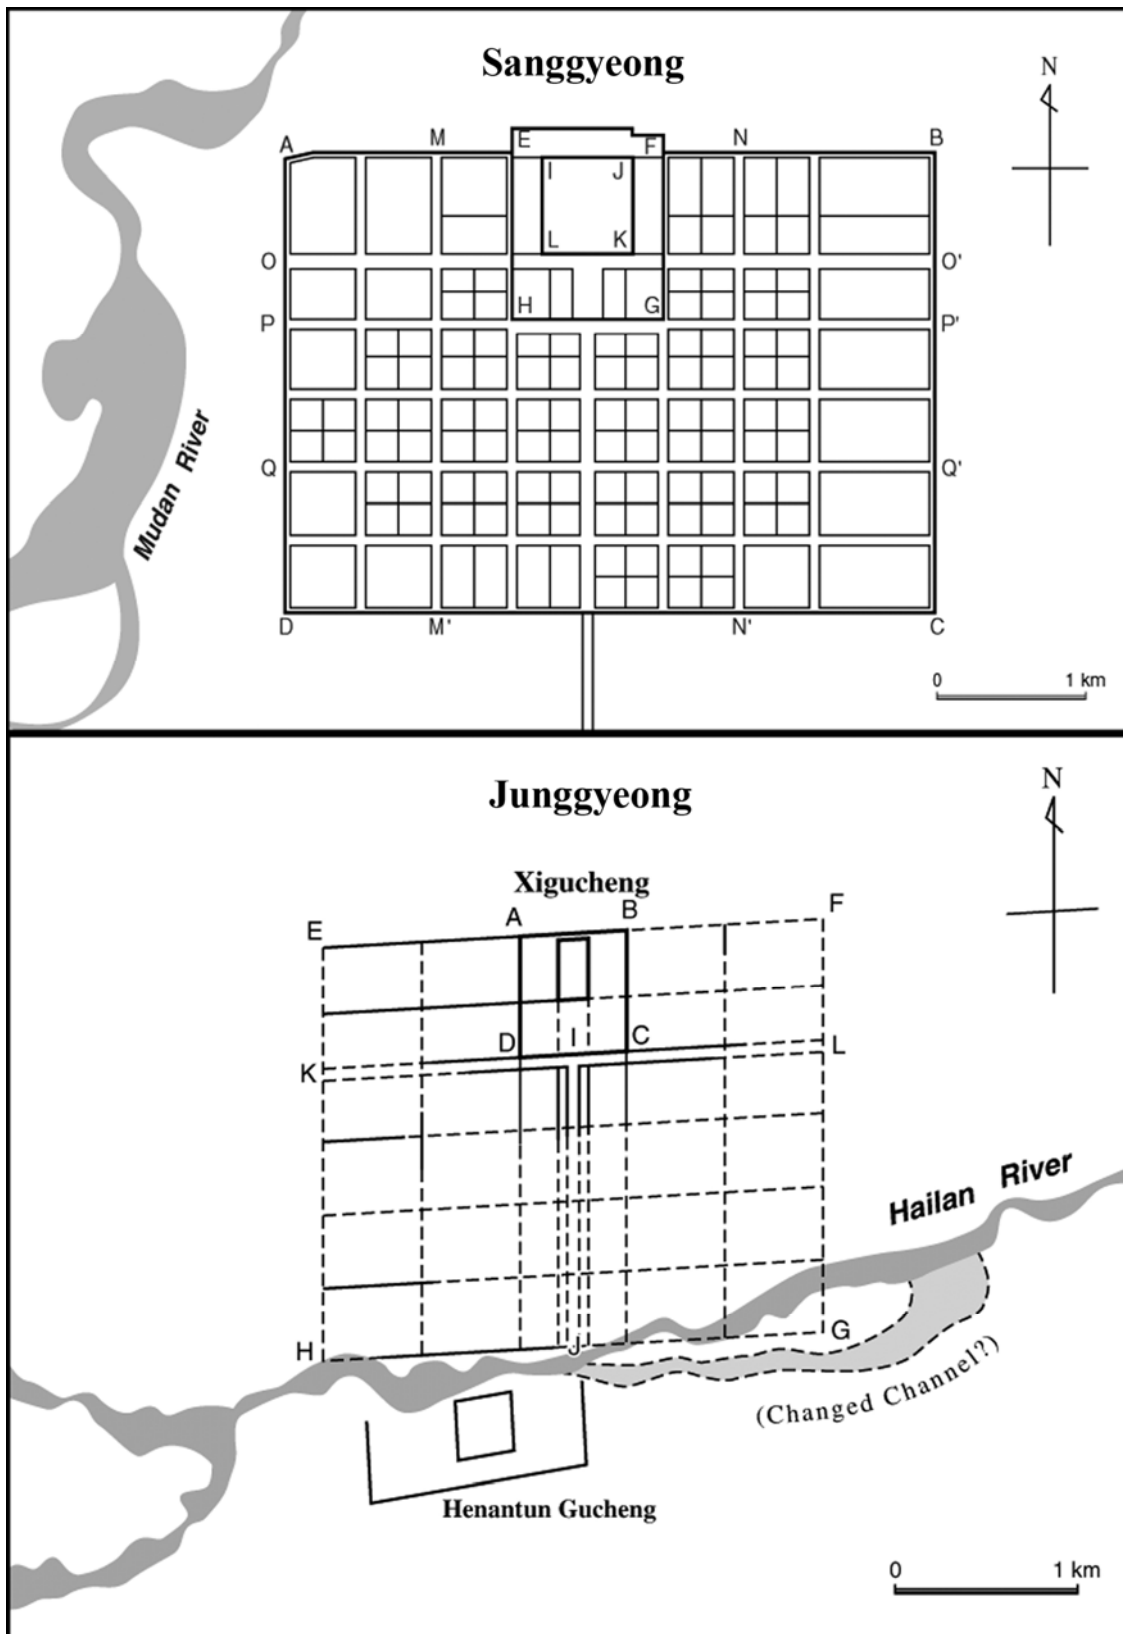 Sanggyeong
N
A M E F N B
I J
L K
O O'
H G
P P'
Q Q'
Mudan River
D M' N' C
0 1 km
Junggyeong
N
Xigucheng
A B F
E
D I C
K L
Hailan River
H J G
(Changed Channel?)
Henantun Gucheng
0 1 km